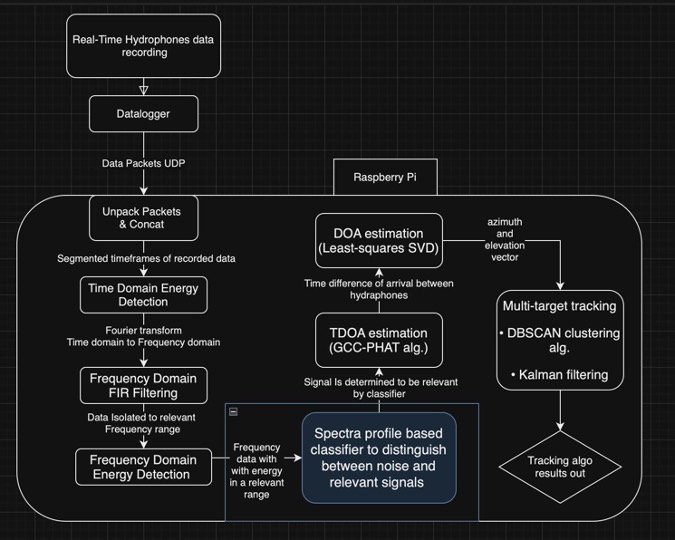 Real-Time Hydrophones data
recording
Datalogger
Data Packets UDP
Raspberry Pi
Unpack Packets
& Concat
Segmented timeframes of recorded data
Time Domain Energy
Detection
Fourier transform
Time domain to Frequency domain
Frequency Domain
FIR Filtering
Data Isolated to relevant
Frequency range
Frequency Domain
Energy Detection
Frequency
data with
with energy
in a relevant
range
Spectra profile based
classifier to distinguish
between noise and
relevant signals
Signal Is determined to be relevant
by classifier
TDOA estimation
(GCC-PHAT alg.)
Time difference of arrival between
hydraphones
DOA estimation
(Least-squares SVD)
azimuth
and
elevation
vector
Multi-target tracking
• DBSCAN clustering
alg.
• Kalman filtering
Tracking algo
results out